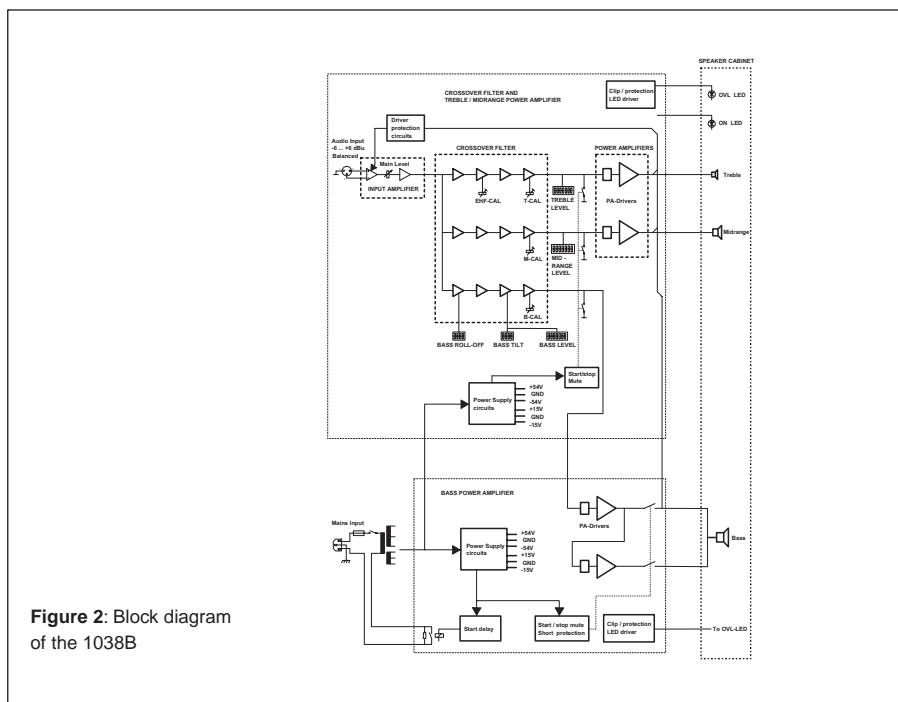 SPEAKER CABINET
CROSSOVER FILTER AND
TREBLE / MIDRANGE POWER AMPLIFIER
Clip / protection
LED driver
OVL LED
ON LED
Driver
protection
circuits
Audio Input
-6 ... +6 dBu
Balanced
Main Level
INPUT AMPLIFIER
CROSSOVER FILTER
POWER AMPLIFIERS
EHF-CAL
T-CAL
TREBLE
LEVEL
PA-Drivers
Treble
M-CAL
MID -
RANGE
LEVEL
Midrange
B-CAL
BASS ROLL-OFF
BASS TILT
BASS LEVEL
Start/stop
Mute
Power Supply
circuits
+54V
GND
-54V
+15V
GND
-15V
BASS POWER AMPLIFIER
Mains Input
Power Supply
circuits
+54V
GND
-54V
+15V
GND
-15V
PA-Drivers
Bass
Start delay
Start / stop mute
Short protection
Clip / protection
LED driver
To OVL-LED
Figure 2: Block diagram
of the 1038B